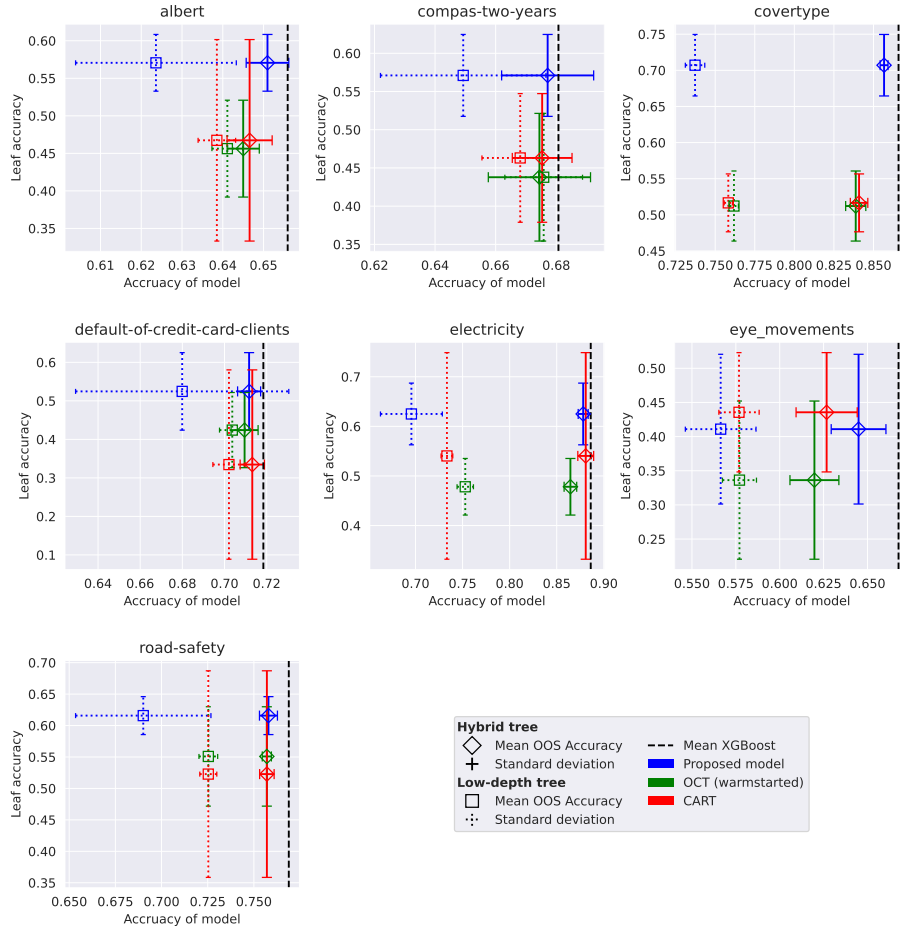 albert
0.60
0.55
0.50
0.45
0.40
0.35
Leaf accuracy
0.61 0.62 0.63 0.64 0.65
Accruacy of model
compas-two-years
0.60
0.55
0.50
0.45
0.40
0.35
Leaf accuracy
0.62 0.64 0.66 0.68
Accruacy of model
covertype
0.75
0.70
0.65
0.60
0.55
0.50
0.45
Leaf accuracy
0.725 0.750 0.775 0.800 0.825 0.850
Accruacy of model
default-of-credit-card-clients
0.6
0.5
0.4
0.3
0.2
0.1
Leaf accuracy
0.64 0.66 0.68 0.70 0.72
Accruacy of model
electricity
0.7
0.6
0.5
0.4
Leaf accuracy
0.70 0.75 0.80 0.85 0.90
Accruacy of model
eye_movements
0.50
0.45
0.40
0.35
0.30
0.25
Leaf accuracy
0.550 0.575 0.600 0.625 0.650
Accruacy of model
road-safety
0.70
0.65
0.60
0.55
0.50
0.45
0.40
0.35
Leaf accuracy
0.650 0.675 0.700 0.725 0.750
Accruacy of model
Hybrid tree
Mean OOS Accuracy
Standard deviation
Low-depth tree
Mean OOS Accuracy
Standard deviation
Mean XGBoost
Proposed model
OCT (warmstarted)
CART